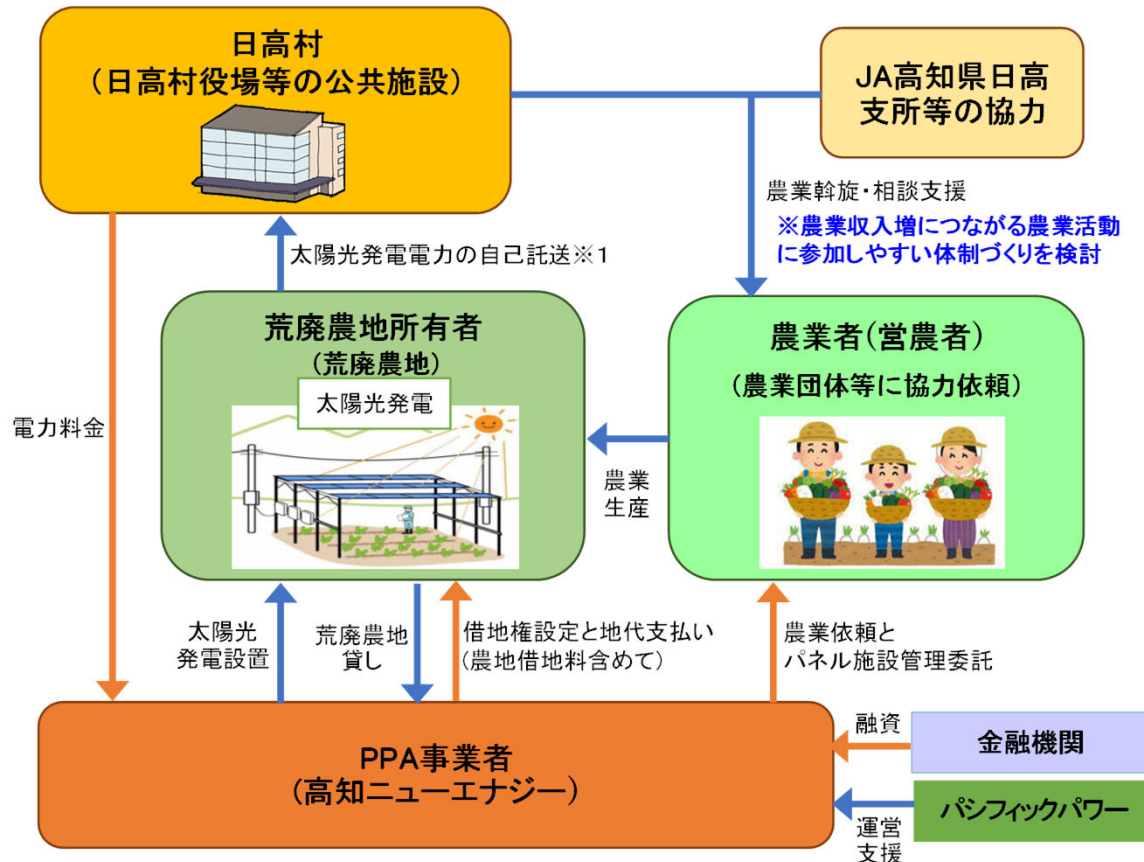 日高村
(日高村役場等の公共施設)
JA高知県日高
支所等の協力
農業斡旋・相談支援
※農業収入増につながる農業活動
に参加しやすい体制づくりを検討
太陽光発電電力の自己託送※1
荒廃農地所有者
(荒廃農地)
太陽光発電
農業者(営農者)
(農業団体等に協力依頼)
電力料金
農業
生産
太陽光
発電設置
荒廃農地
貸し
借地権設定と地代支払い
(農地借地料含めて)
農業依頼と
パネル施設管理委託
PPA事業者
(高知ニューエナジー)
融資
金融機関
パシフィックパワー
運営
支援